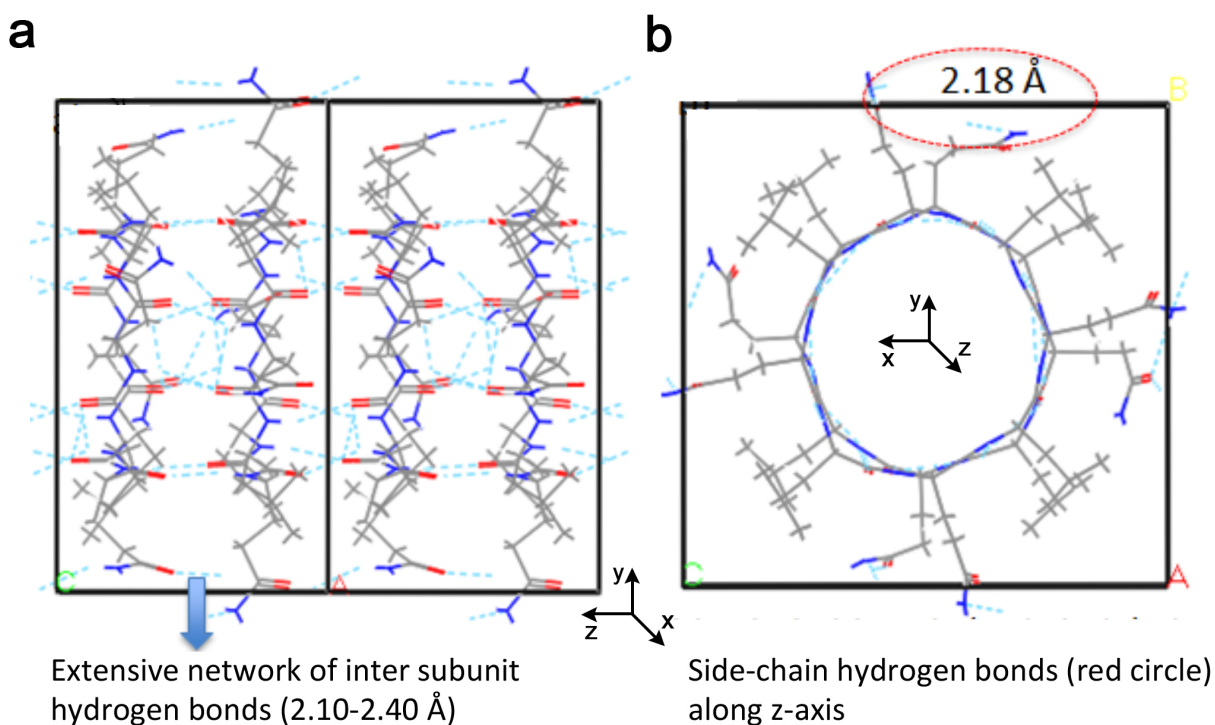 a
b
2.18 Å
B
y
x
z
C
A
y
z
x
C
A
Extensive network of inter subunit
hydrogen bonds (2.10-2.40 Å)
Side-chain hydrogen bonds (red circle)
along z-axis